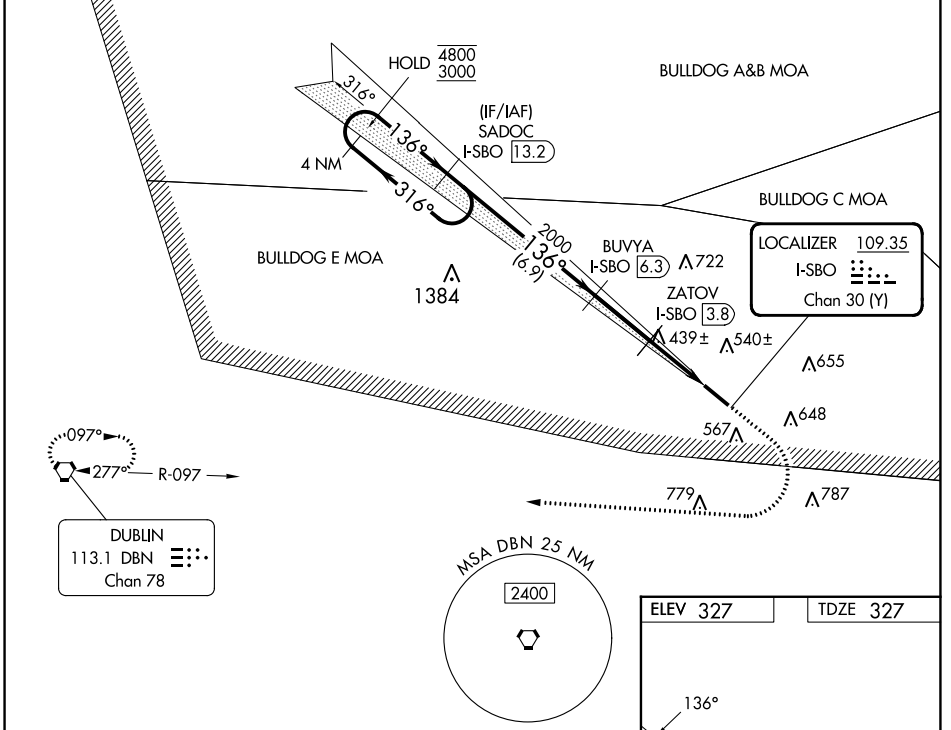 HOLD 4800
3000
BULLDOG A&B MOA
316°
(IF/IAF)
SADOC
I-SBO 13.2
136°
4 NM
316°
BULLDOG C MOA
2000
136°
(6.9)
BUVYA
I-SBO 6.3
722
LOCALIZER 109.35
I-SBO
Chan 30 (Y)
BULLDOG E MOA
1384
ZATOV
I-SBO 3.8
439±
540±
655
648
567
097°
277°
R-097
779
787
DUBLIN
113.1 DBN
Chan 78
MSA DBN 25 NM
2400
ELEV 327
TDZE 327
136°